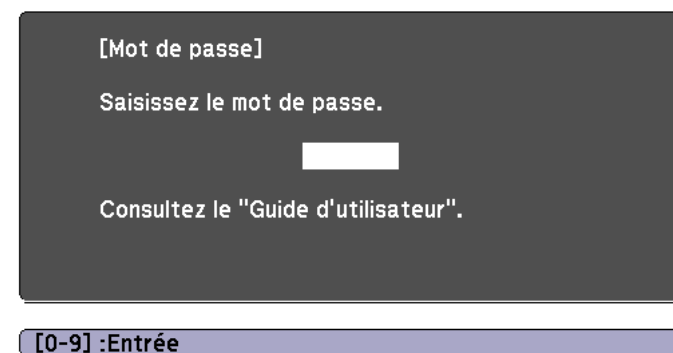 [Mot de passe]
Saisissez le mot de passe.
Consultez le "Guide d'utilisateur".
[0-9] :Entrée